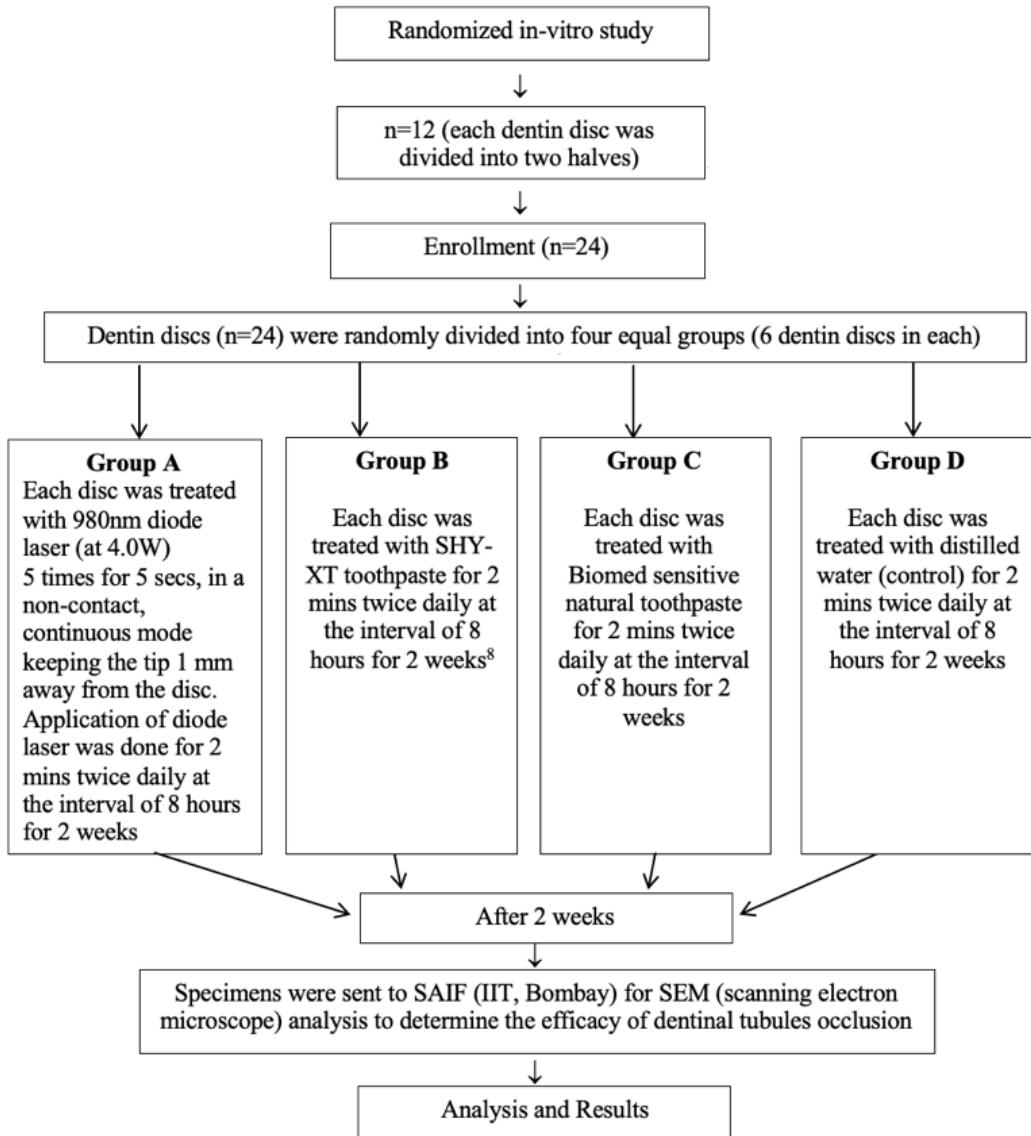 Randomized in-vitro study
n=12 (each dentin disc was
divided into two halves)
Enrollment (n=24)
Dentin discs (n=24) were randomly divided into four equal groups (6 dentin discs in each)
Group A
Each disc was treated
with 980nm diode
laser (at 4.0W)
5 times for 5 secs, in a
non-contact,
continuous mode
keeping the tip 1 mm
away from the disc.
Application of diode
laser was done for 2
mins twice daily at
the interval of 8 hours
for 2 weeks
Group B
Each disc was
treated with SHY-
XT toothpaste for 2
mins twice daily at
the interval of 8
hours for 2 weeks⁸
Group C
Each disc was
treated with
Biomed sensitive
natural toothpaste
for 2 mins twice
daily at the interval
of 8 hours for 2
weeks
Group D
Each disc was
treated with distilled
water (control) for 2
mins twice daily at
the interval of 8
hours for 2 weeks
After 2 weeks
Specimens were sent to SAIF (IIT, Bombay) for SEM (scanning electron
microscope) analysis to determine the efficacy of dentinal tubules occlusion
Analysis and Results